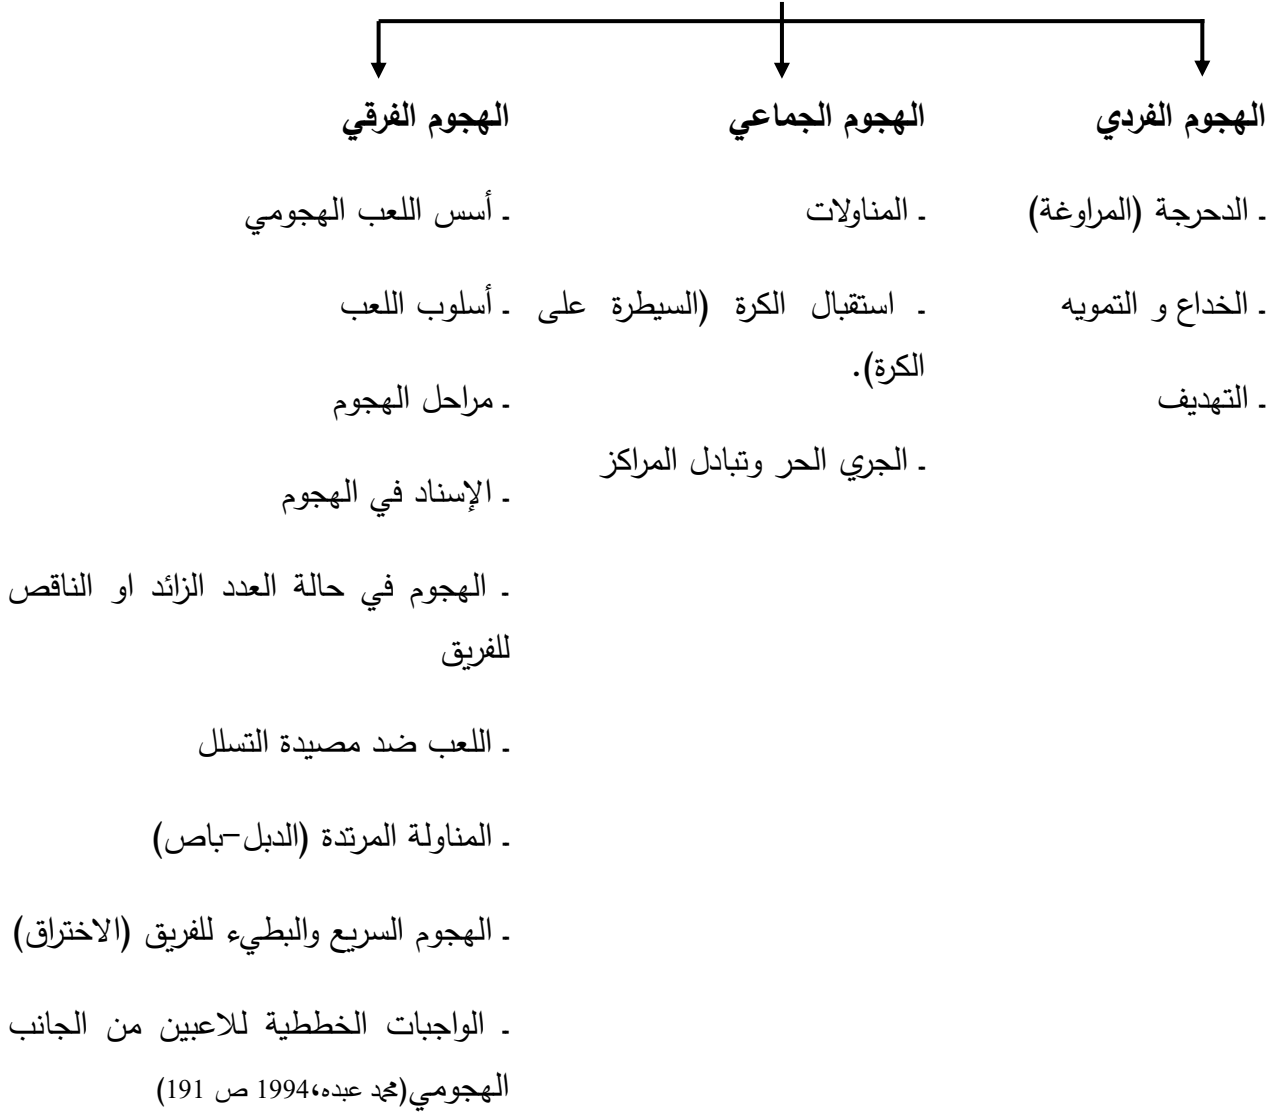 الهجوم الفردي
ـ الدحرجة (المراوغة)
ـ الخداع و التمويه
ـ التهديف
الهجوم الجماعي
ـ المناولات
ـ استقبال الكرة (السيطرة على
الكرة).
ـ الجري الحر وتبادل المراكز
الهجوم الفرقي
ـ أسس اللعب الهجومي
ـ أسلوب اللعب
ـ مراحل الهجوم
ـ الإسناد في الهجوم
ـ الهجوم في حالة العدد الزائد او الناقص
للفريق
ـ اللعب ضد مصيدة التسلل
ـ المناولة المرتدة (الدبل–باص)
ـ الهجوم السريع والبطيء للفريق (الاختراق)
ـ الواجبات الخططية للاعبين من الجانب
الهجومي(محمد عبده،1994 ص 191)